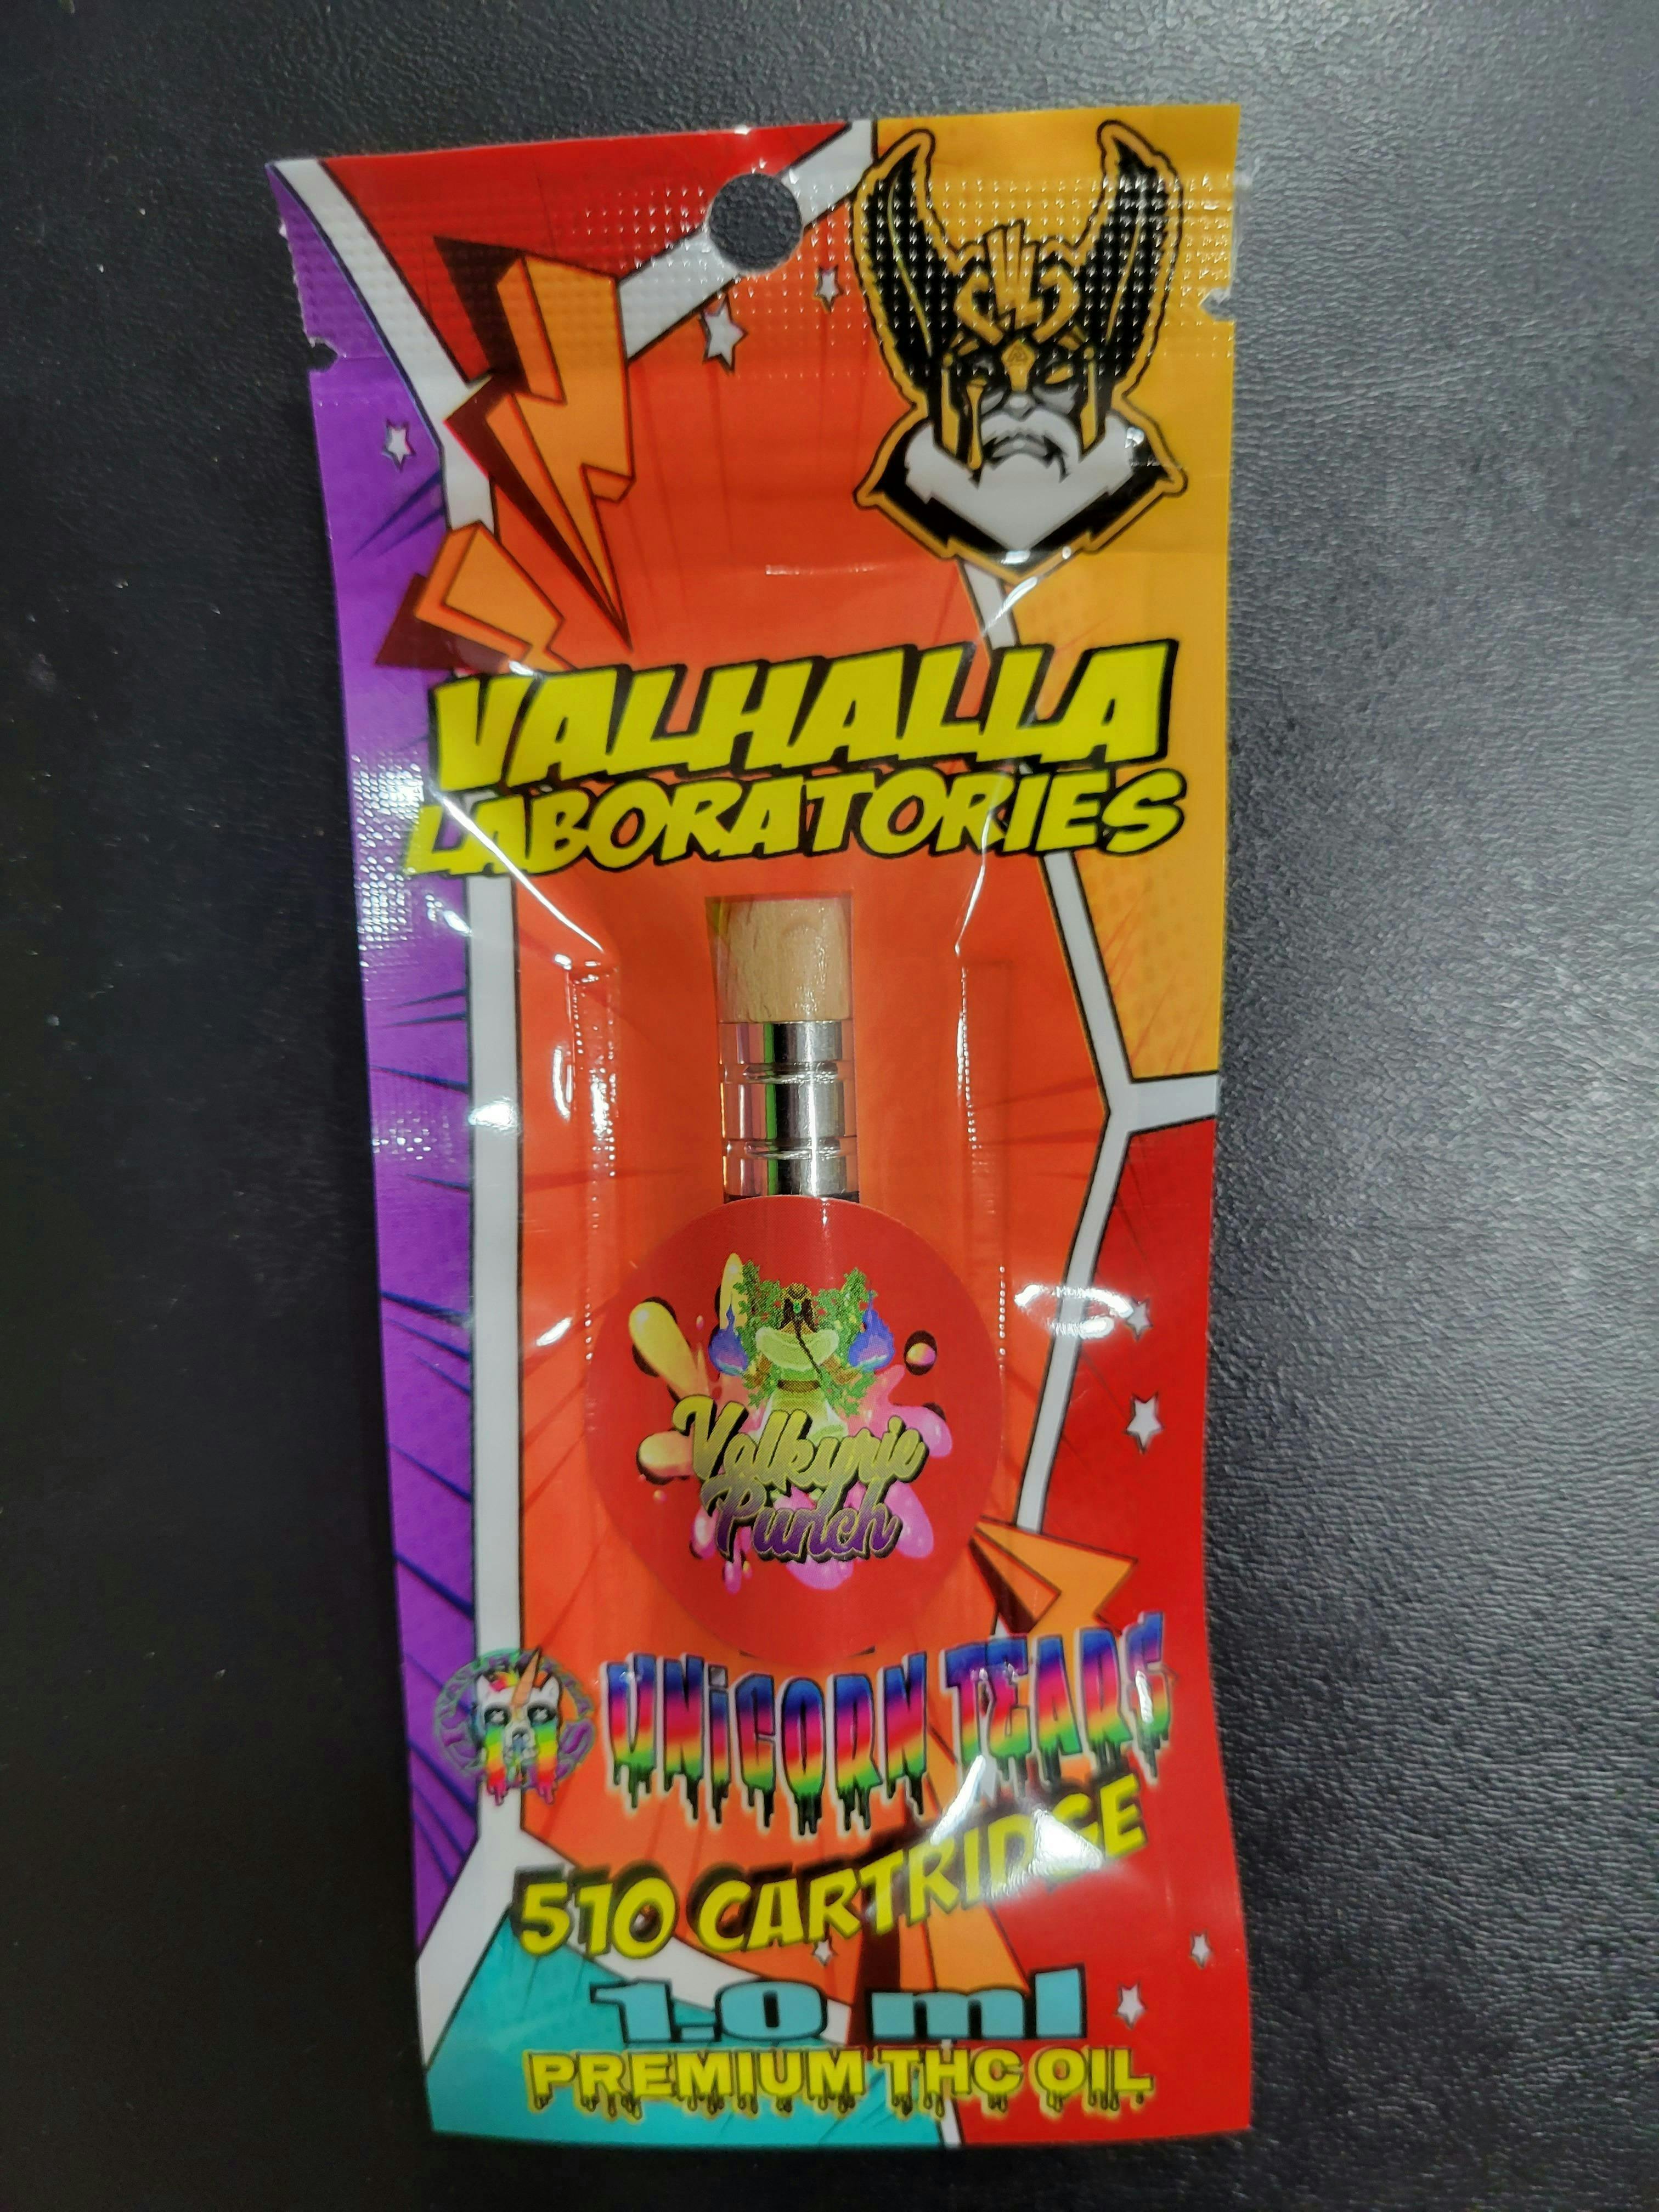 VALHALLA
LABORATORIES
Valkyrie
Punch
UNiCORN TEARS
510 CARTRIDGE
1.0 ml
PREMIUM THC OIL